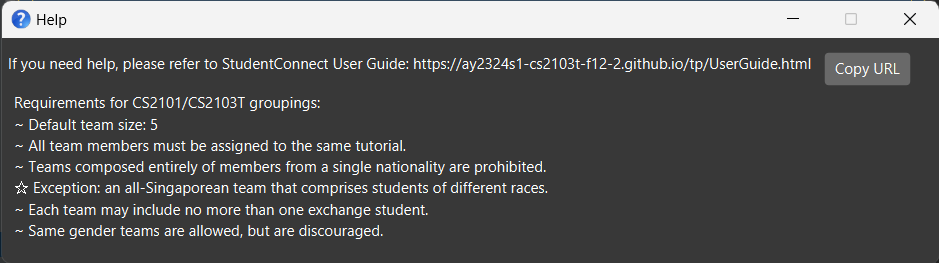 Help
If you need help, please refer to StudentConnect User Guide: https://ay2324s1-cs2103t-f12-2.github.io/tp/UserGuide.html
Copy URL
Requirements for CS2101/CS2103T groupings:
~ Default team size: 5
~ All team members must be assigned to the same tutorial.
~ Teams composed entirely of members from a single nationality are prohibited.
☆ Exception: an all-Singaporean team that comprises students of different races.
~ Each team may include no more than one exchange student.
~ Same gender teams are allowed, but are discouraged.